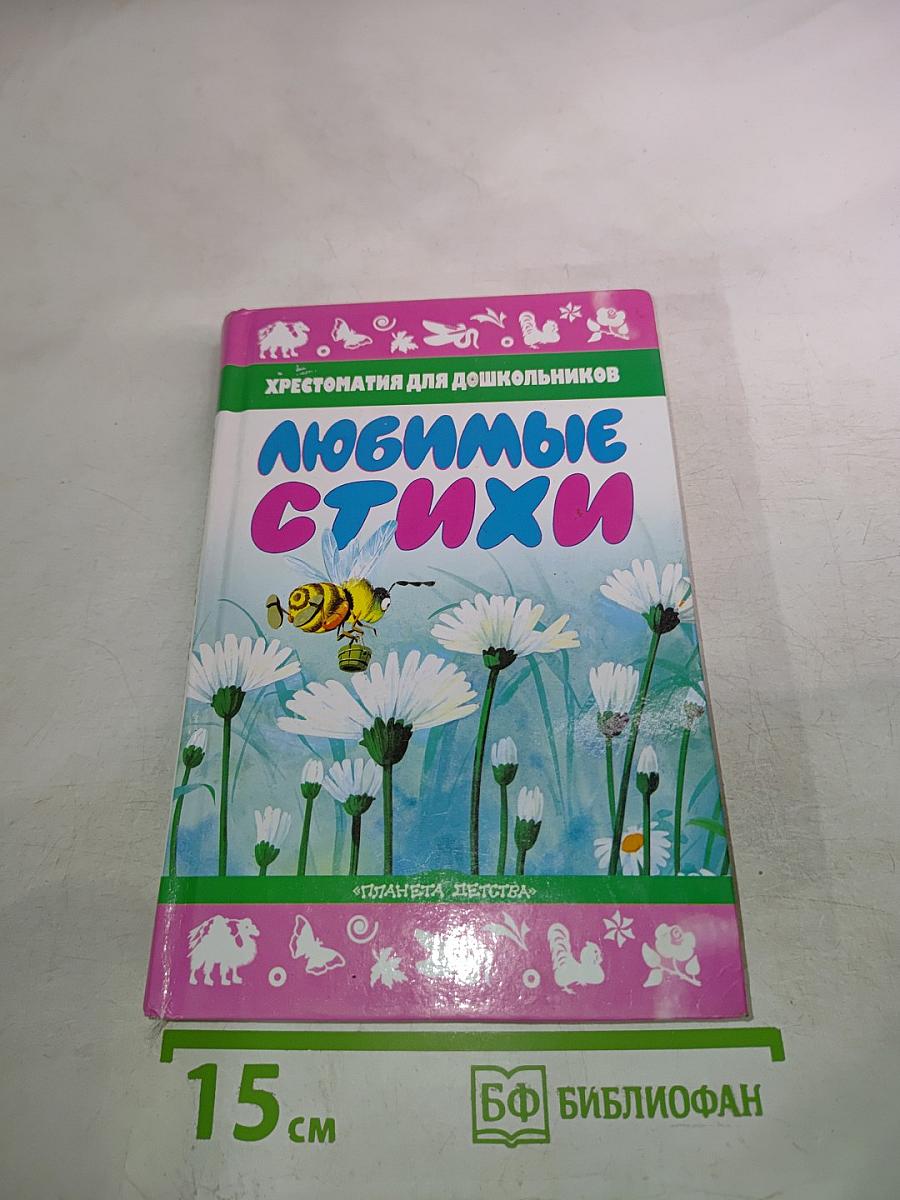 ХРЕСТОМАТИЯ ДЛЯ ДОШКОЛЬНИКОВ
ЛЮБИМЫЕ
СТИХИ
«ПЛАНЕТА ДЕТСТВА»
15 см
БФ БИБЛИОФАН